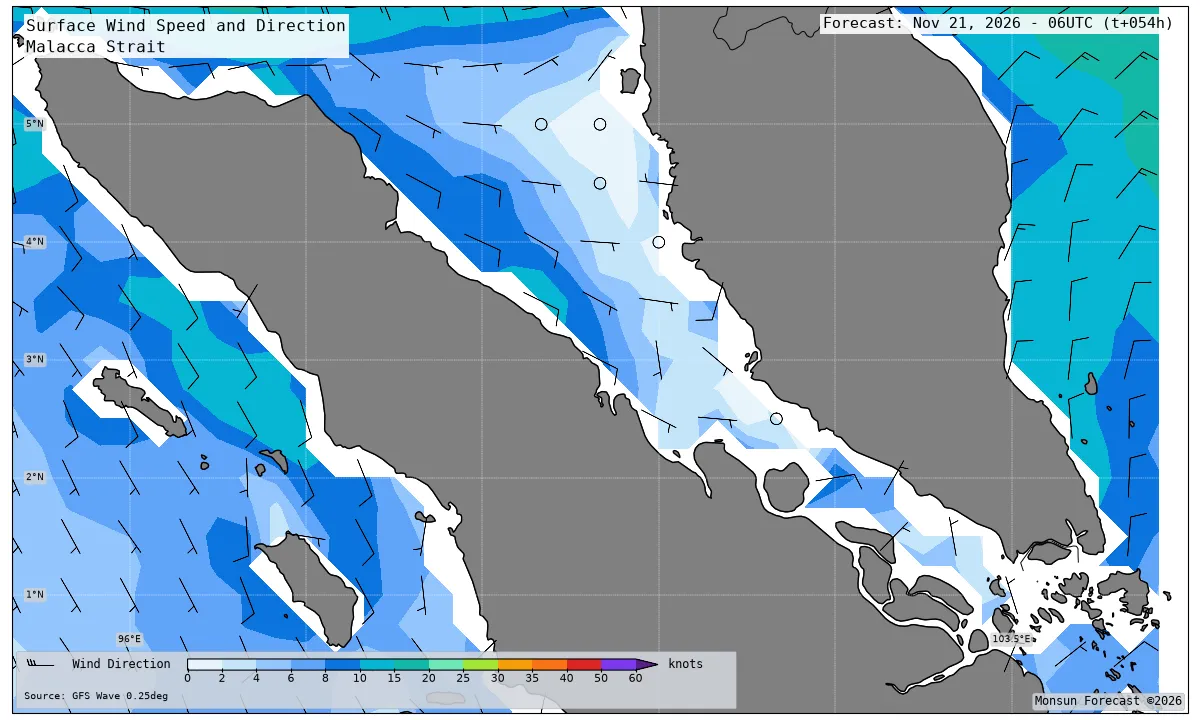 Surface Wind Speed and Direction
Malacca Strait
Forecast: Nov 21, 2026 - 06UTC (t+054h)
5°N
4°N
3°N
2°N
1°N
96°E
103.5°E
Wind Direction
0 2 4 6 8 10 15 20 25 30 35 40 50 60
knots
Source: GFS Wave 0.25deg
Monsun Forecast ©2026